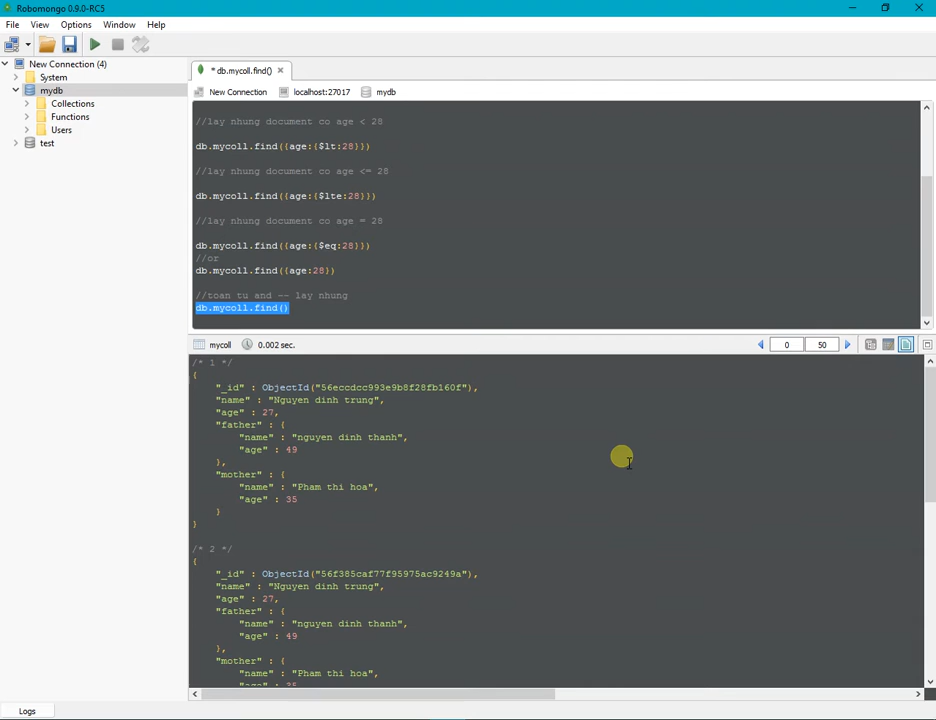 Robomongo 0.9.0-RC5
File View Options Window Help
New Connection (4)
System
mydb
Collections
Functions
Users
test
* db.mycoll.find()
New Connection localhost:27017 mydb
//lay nhung document co age < 28
db.mycoll.find({age:{$lt:28}})
//lay nhung document co age <= 28
db.mycoll.find({age:{$lte:28}})
//lay nhung document co age = 28
db.mycoll.find({age:{$eq:28}})
//or
db.mycoll.find({age:28})
//toan tu and -- lay nhung
db.mycoll.find()
mycoll 0.002 sec. 0 50
/* 1 */
{
"_id" : ObjectId("56eccdcc993e9b8f28fb160f"),
"name" : "Nguyen dinh trung",
"age" : 27,
"father" : {
"name" : "nguyen dinh thanh",
"age" : 49
},
"mother" : {
"name" : "Pham thi hoa",
"age" : 35
}
}
/* 2 */
{
"_id" : ObjectId("56f385caf77f95975ac9249a"),
"name" : "Nguyen dinh trung",
"age" : 27,
"father" : {
"name" : "nguyen dinh thanh",
"age" : 49
},
"mother" : {
"name" : "Pham thi hoa",
"age" : 35
Logs